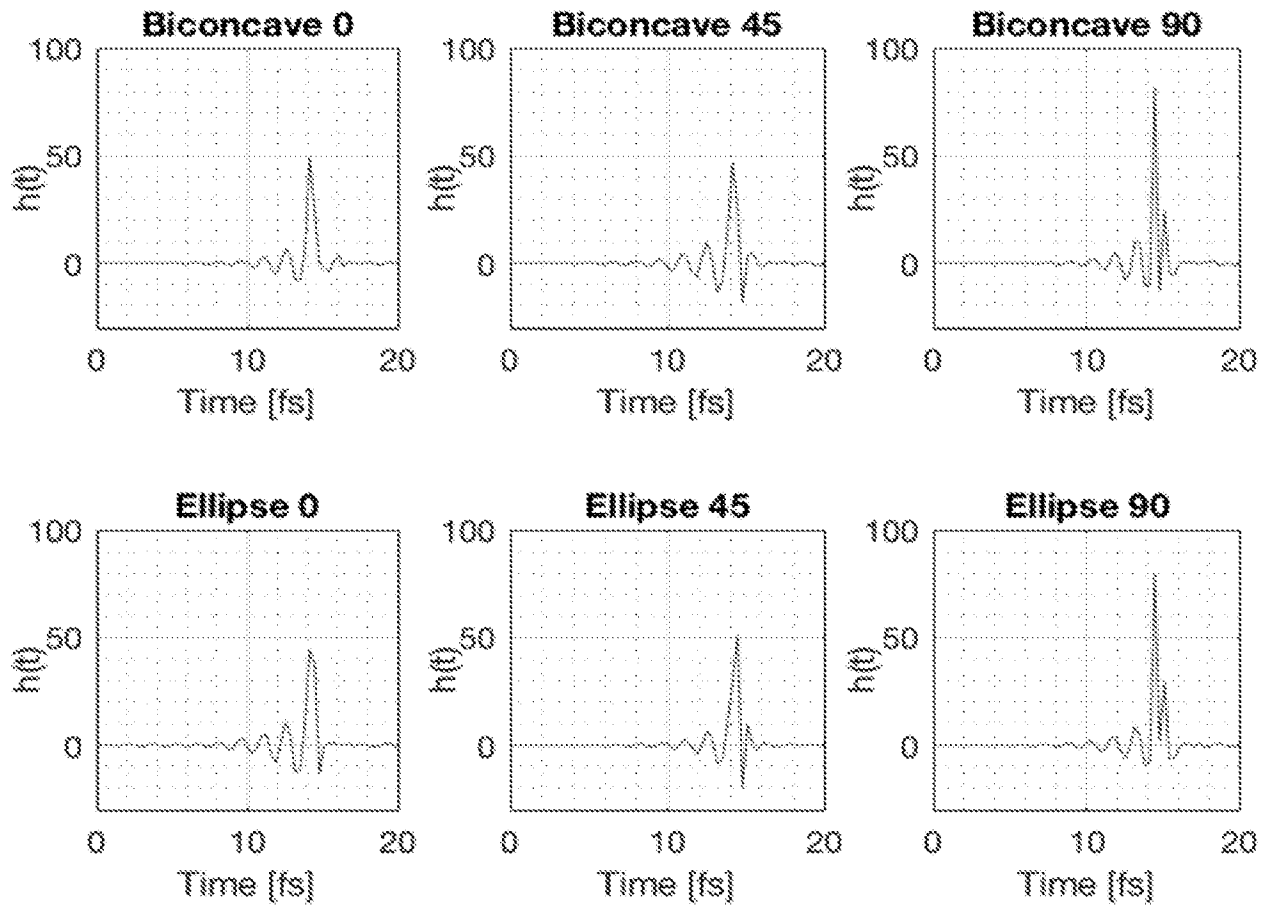 Biconcave 0 Biconcave 45 Biconcave 90
100 100 100
50 50 50
0 0 0
h(t) h(t) h(t)
0 10 20 0 10 20 0 10 20
Time [fs] Time [fs] Time [fs]
Ellipse 0 Ellipse 45 Ellipse 90
100 100 100
50 50 50
0 0 0
h(t) h(t) h(t)
0 10 20 0 10 20 0 10 20
Time [fs] Time [fs] Time [fs]